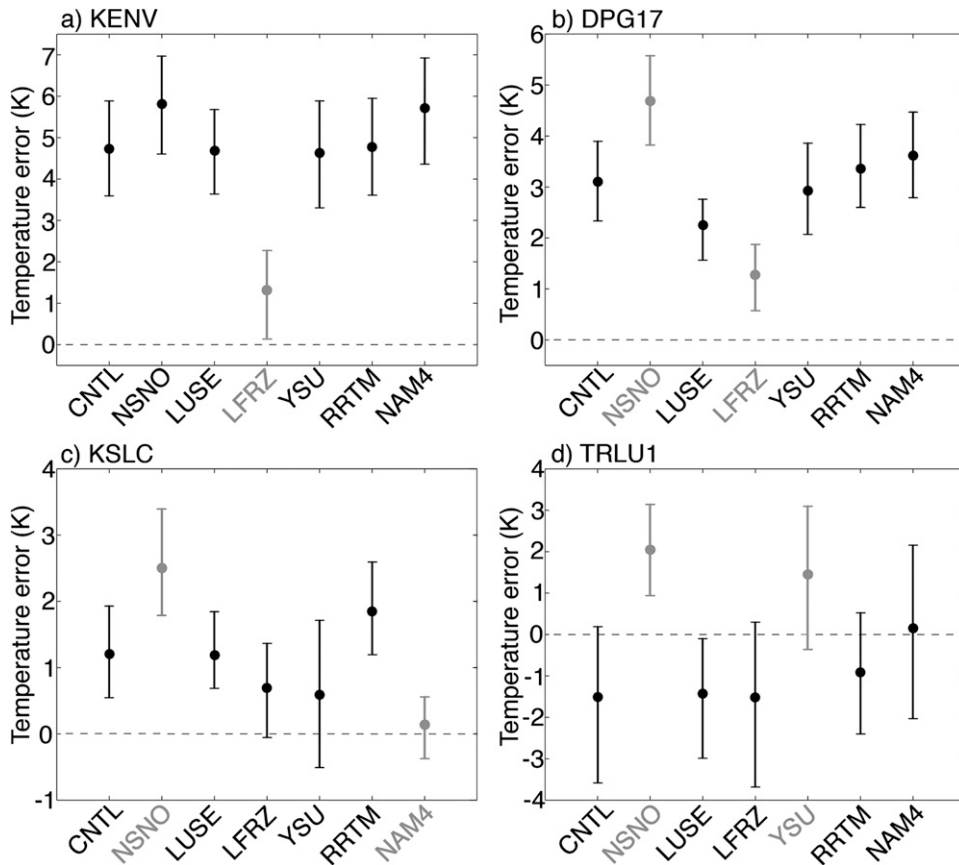 a) KENV
Temperature error (K)
7
6
5
4
3
2
1
0
CNTL NSNO LUSE LFRZ YSU RRTM NAM4
b) DPG17
Temperature error (K)
6
5
4
3
2
1
0
CNTL NSNO LUSE LFRZ YSU RRTM NAM4
c) KSLC
Temperature error (K)
4
3
2
1
0
-1
CNTL NSNO LUSE LFRZ YSU RRTM NAM4
d) TRLU1
Temperature error (K)
4
3
2
1
0
-1
-2
-3
-4
CNTL NSNO LUSE LFRZ YSU RRTM NAM4